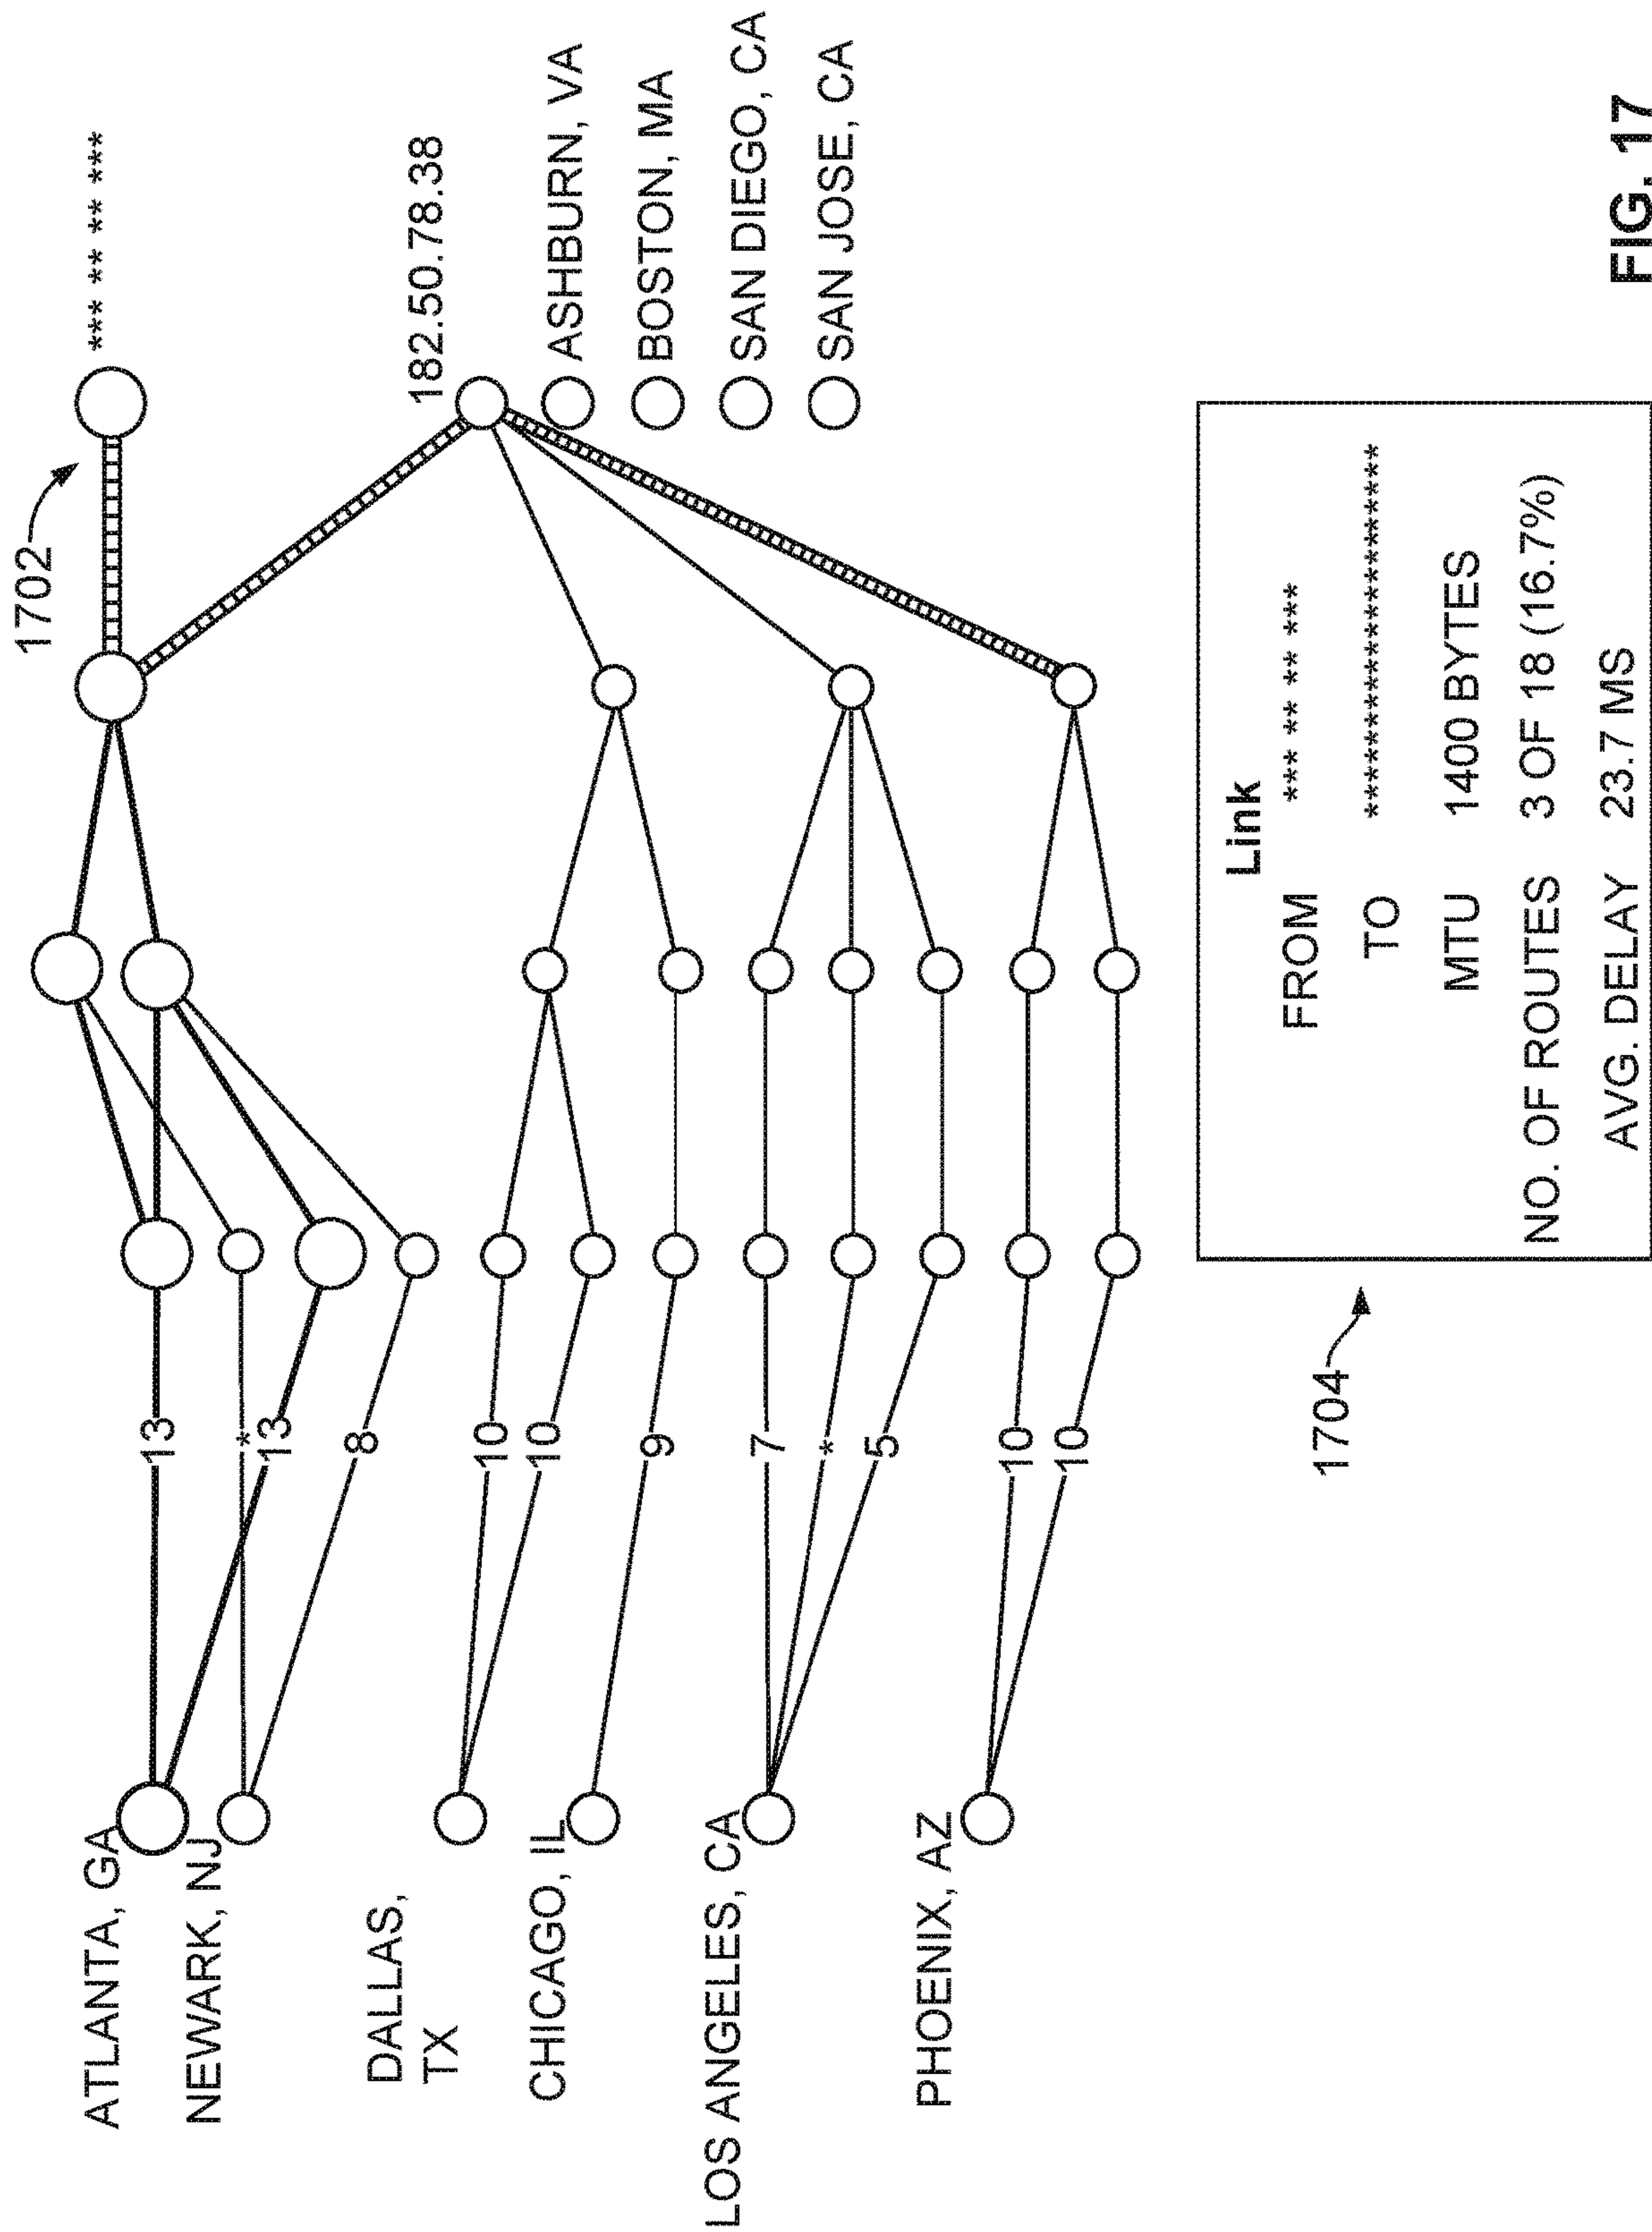 1702
*** ** ** ***
182.50.78.38
ASHBURN, VA
BOSTON, MA
SAN DIEGO, CA
SAN JOSE, CA
ATLANTA, GA
NEWARK, NJ
DALLAS,
TX
CHICAGO, IL
LOS ANGELES, CA
PHOENIX, AZ
13
*
13
8
10
10
9
7
*
5
10
10
1704
Link
FROM *** ** ** ***
TO ********************
MTU 1400 BYTES
NO. OF ROUTES 3 OF 18 (16.7%)
AVG. DELAY 23.7 MS
FIG. 17